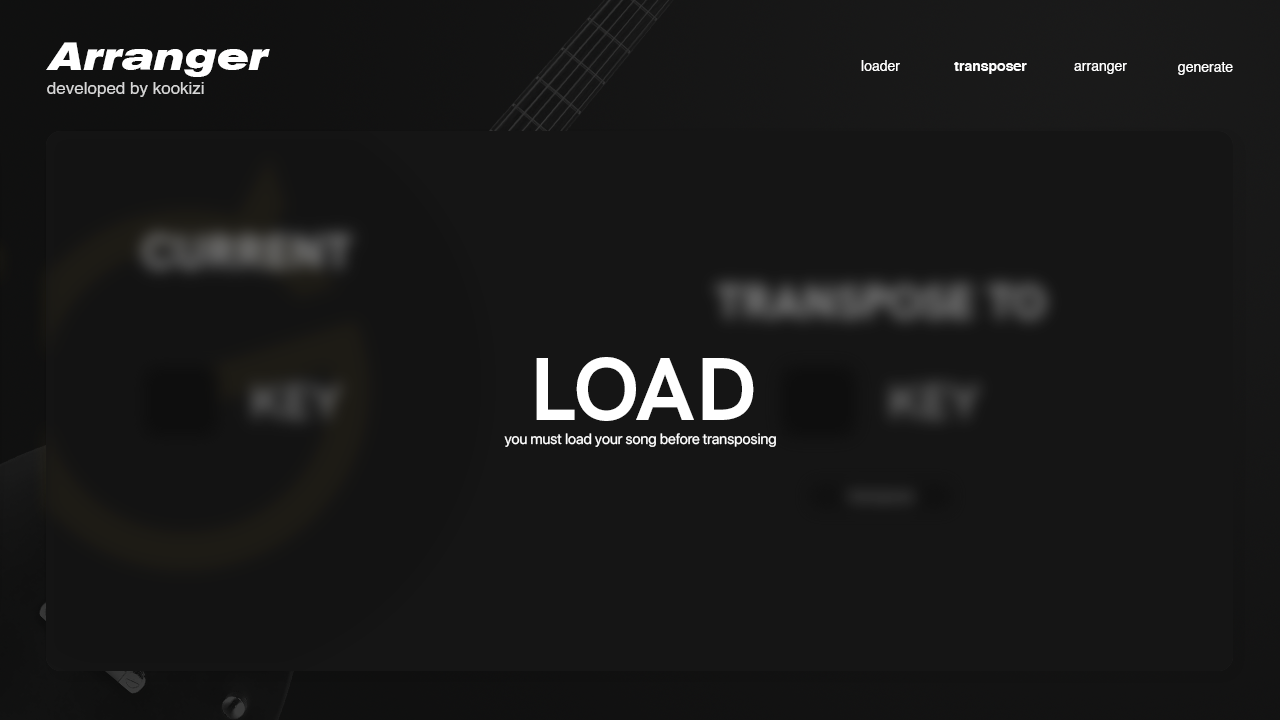 Arranger
developed by kookizi
loader
transposer
arranger
generate
CURRENT
TRANSPOSE TO
KEY
KEY
LOAD
you must load your song before transposing